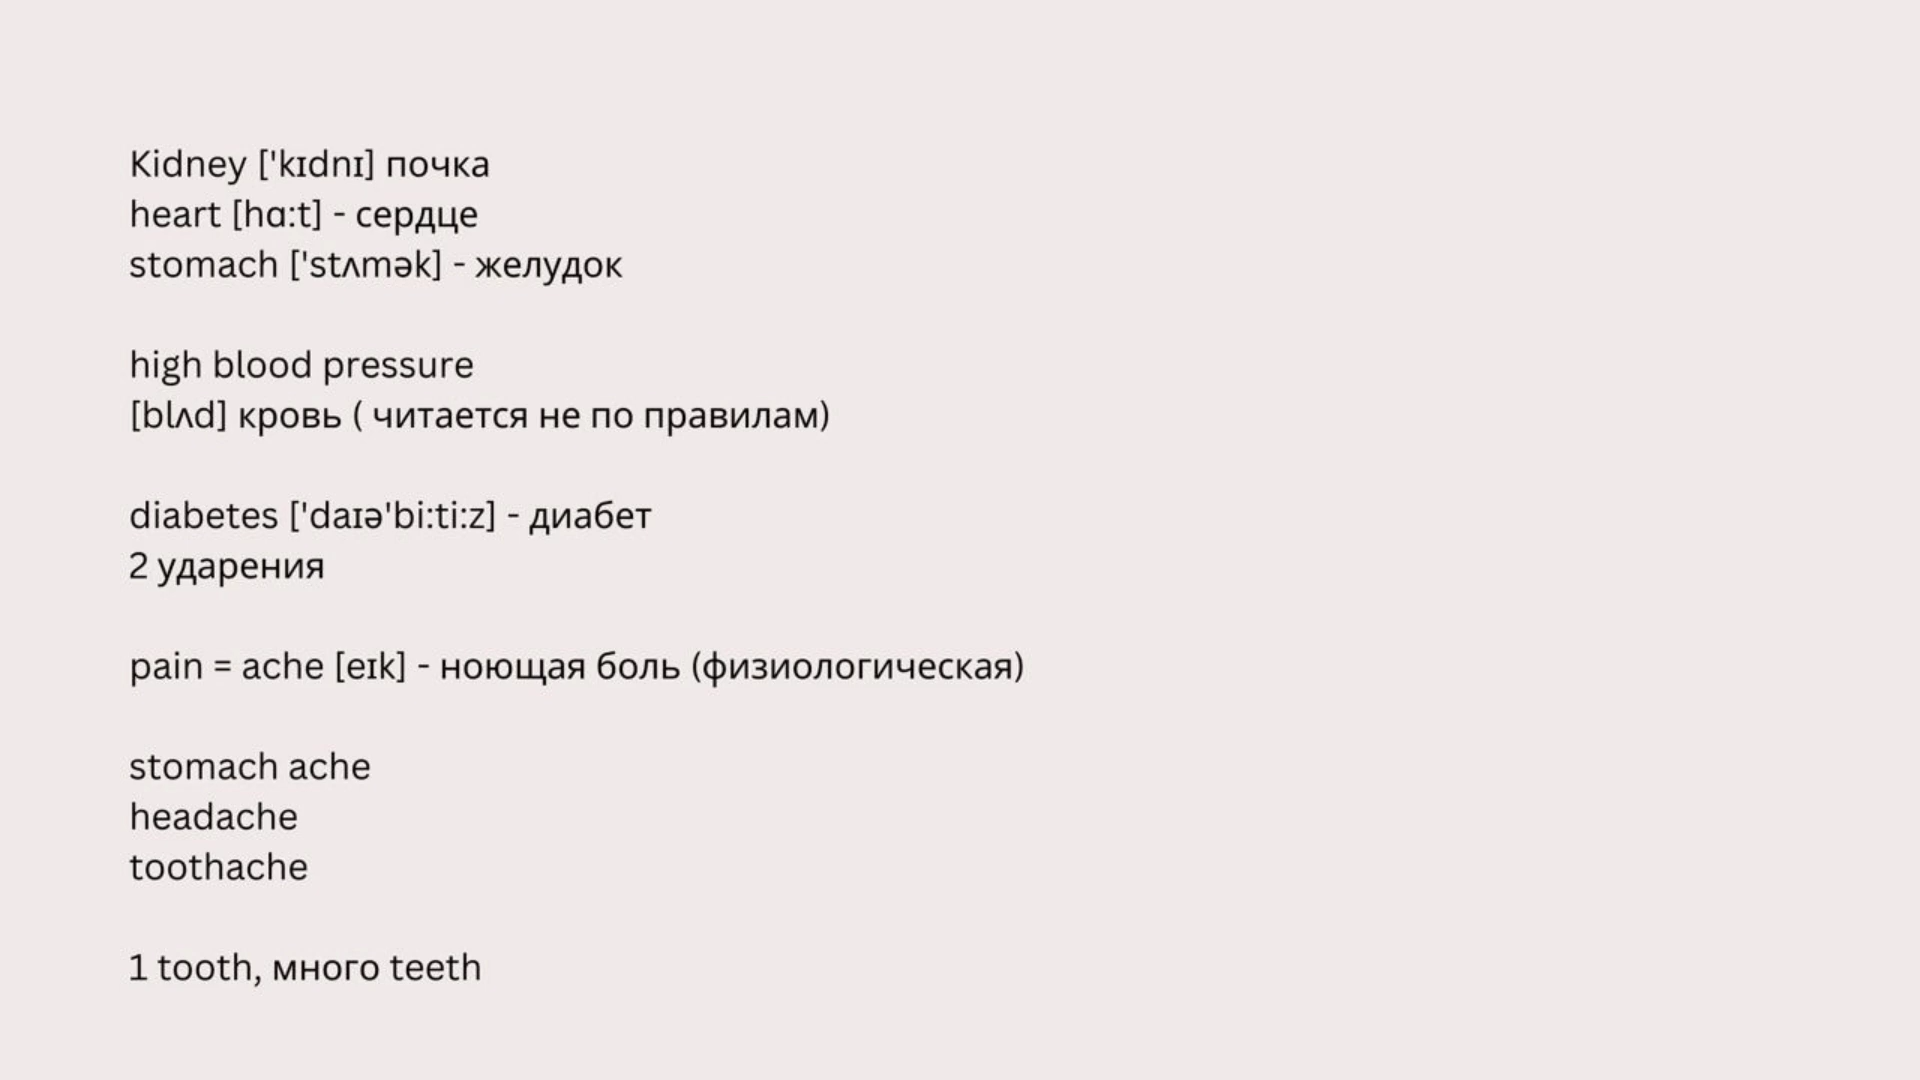 Kidney ['kɪdnɪ] почка
heart [hɑ:t] - сердце
stomach ['stʌmək] - желудок
high blood pressure
[blʌd] кровь ( читается не по правилам)
diabetes ['daɪə'bi:ti:z] - диабет
2 ударения
pain = ache [eɪk] - ноющая боль (физиологическая)
stomach ache
headache
toothache
1 tooth, много teeth